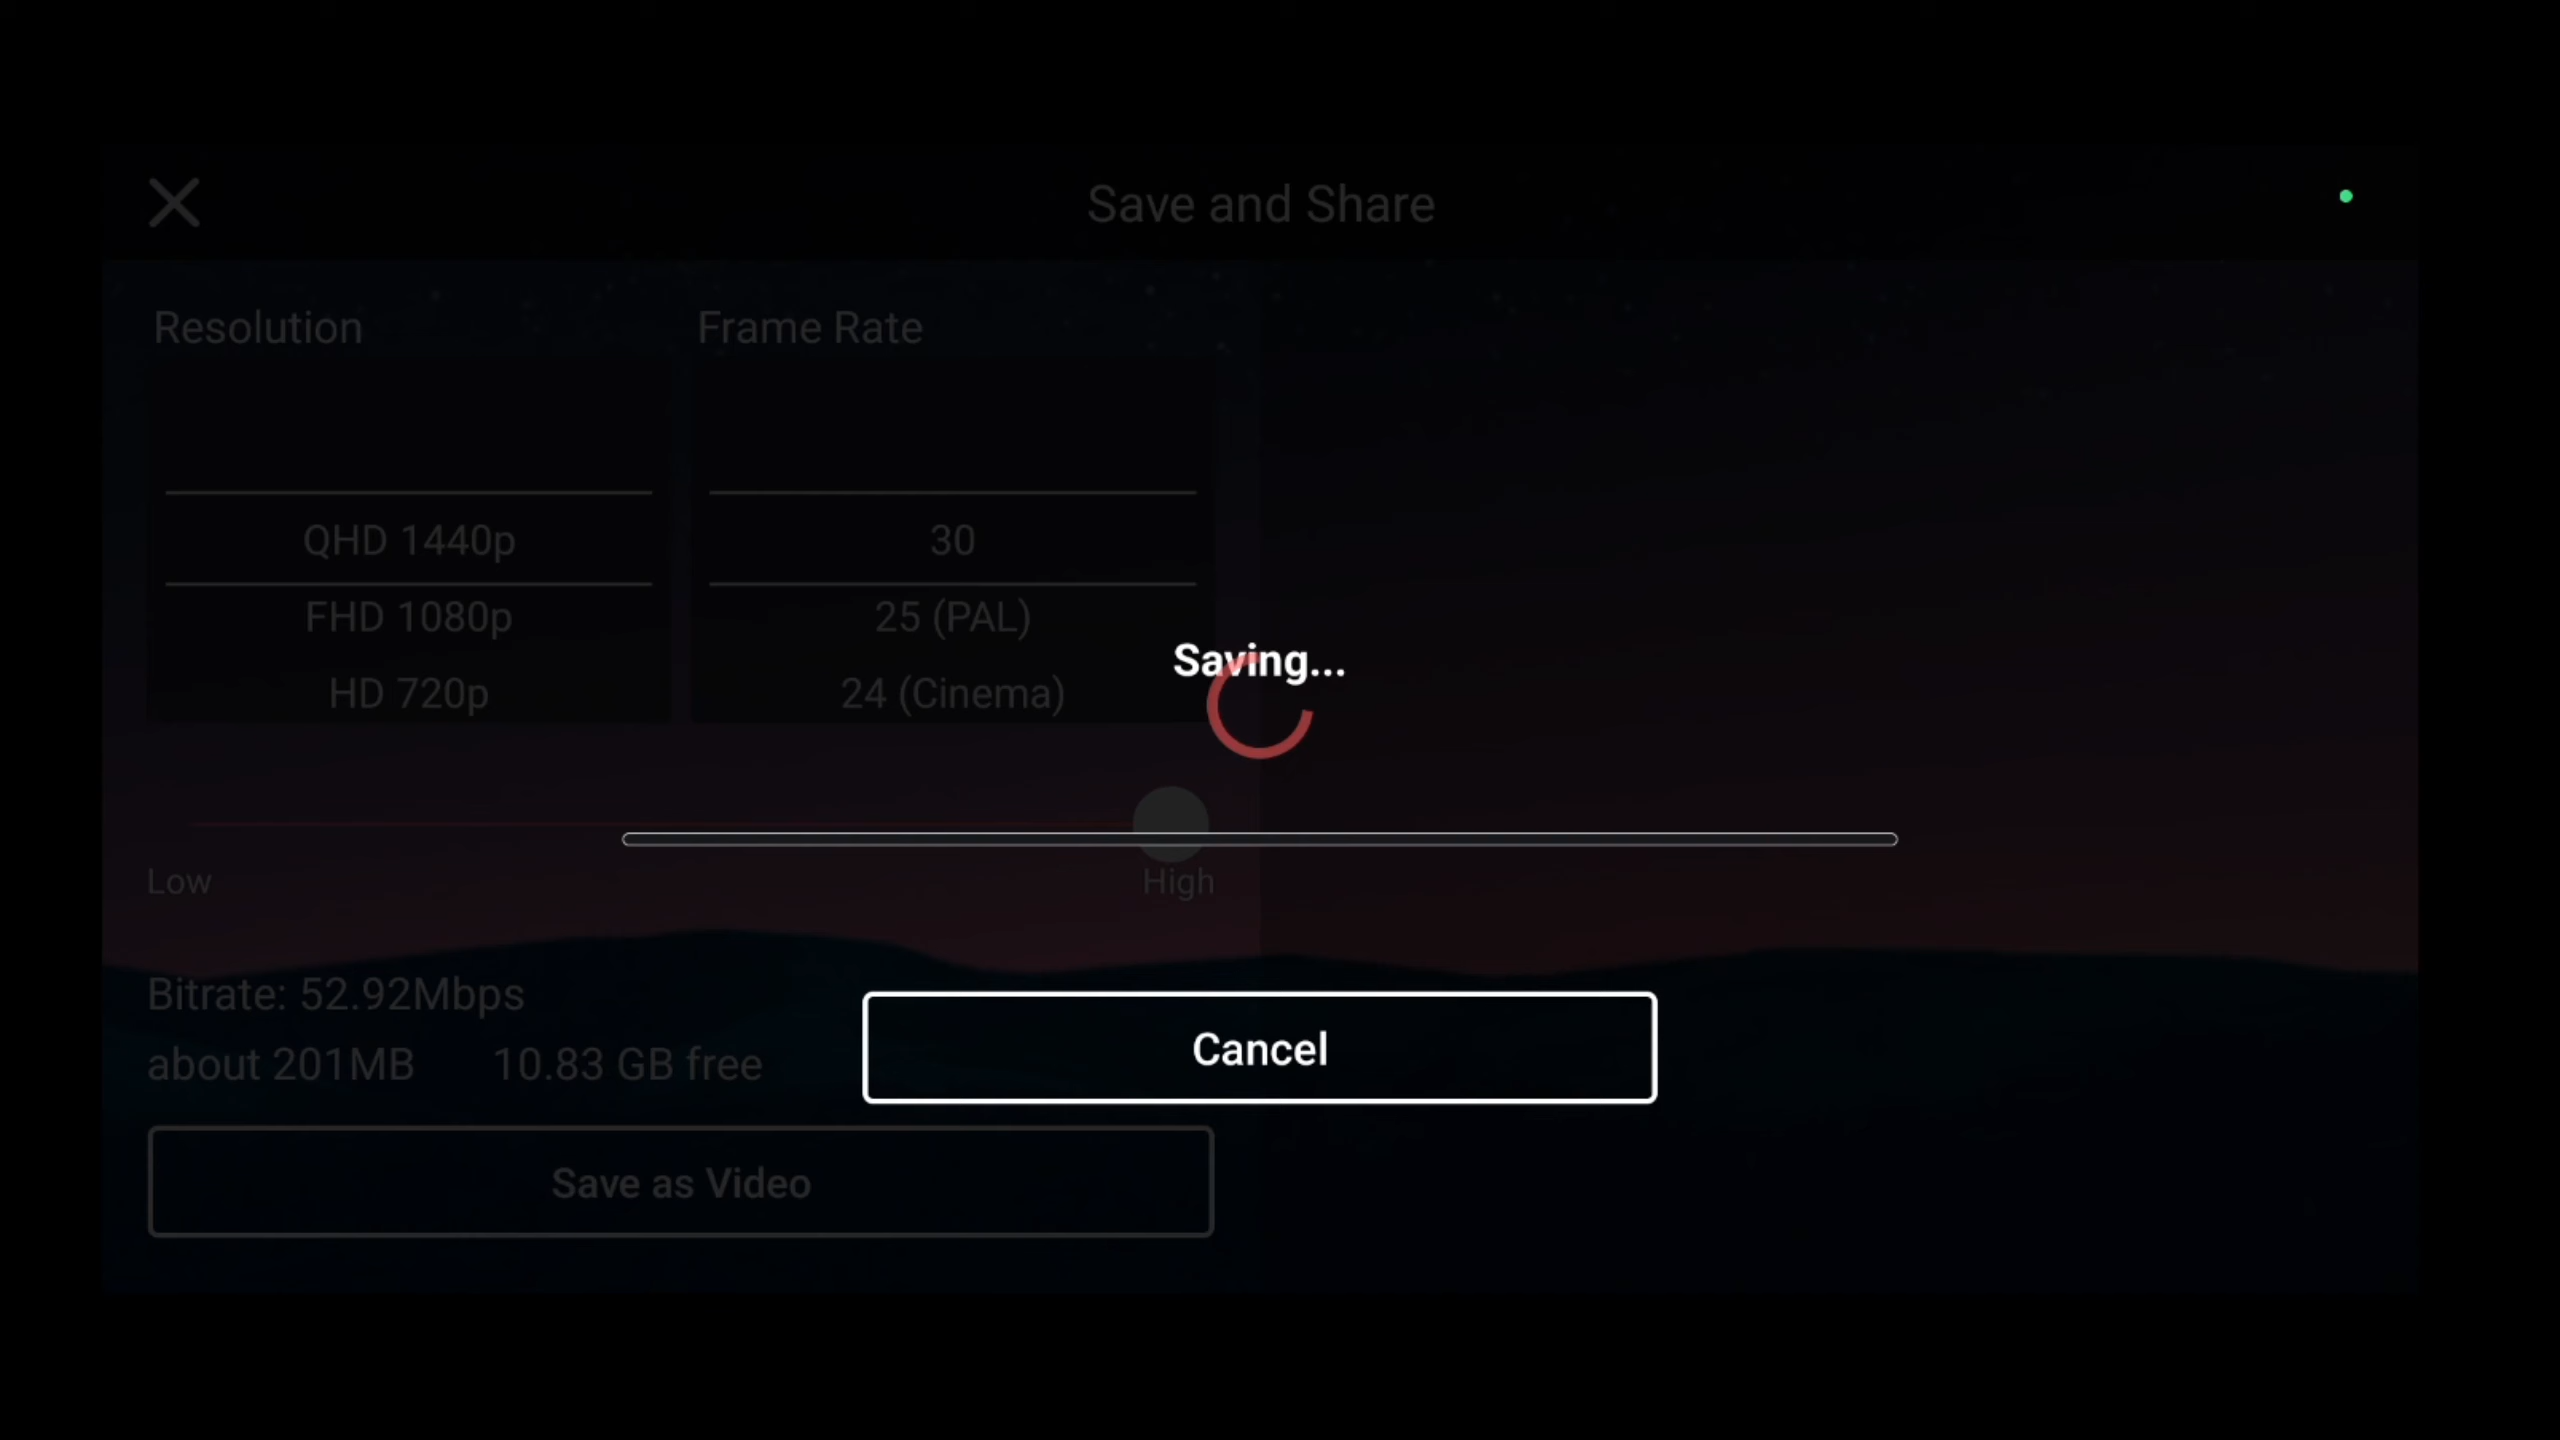 Save and Share
Resolution
Frame Rate
QHD 1440p
30
FHD 1080p
25 (PAL)
HD 720p
24 (Cinema)
Saving...
Low
High
Bitrate: 52.92Mbps
about 201MB
10.83 GB free
Cancel
Save as Video